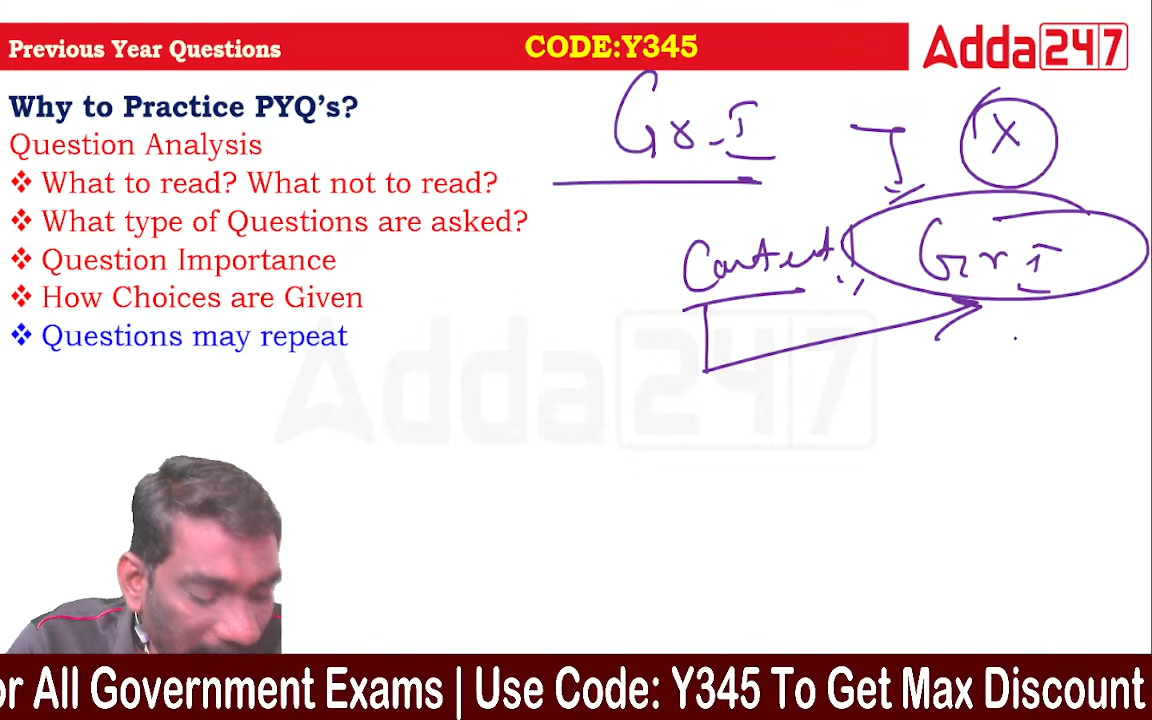 Previous Year Questions
CODE:Y345
Adda247
Why to Practice PYQ's?
Question Analysis
❖ What to read? What not to read?
❖ What type of Questions are asked?
❖ Question Importance
❖ How Choices are Given
❖ Questions may repeat
Gr-I
I
X
Content
Gr I
Adda247
or All Government Exams | Use Code: Y345 To Get Max Discount